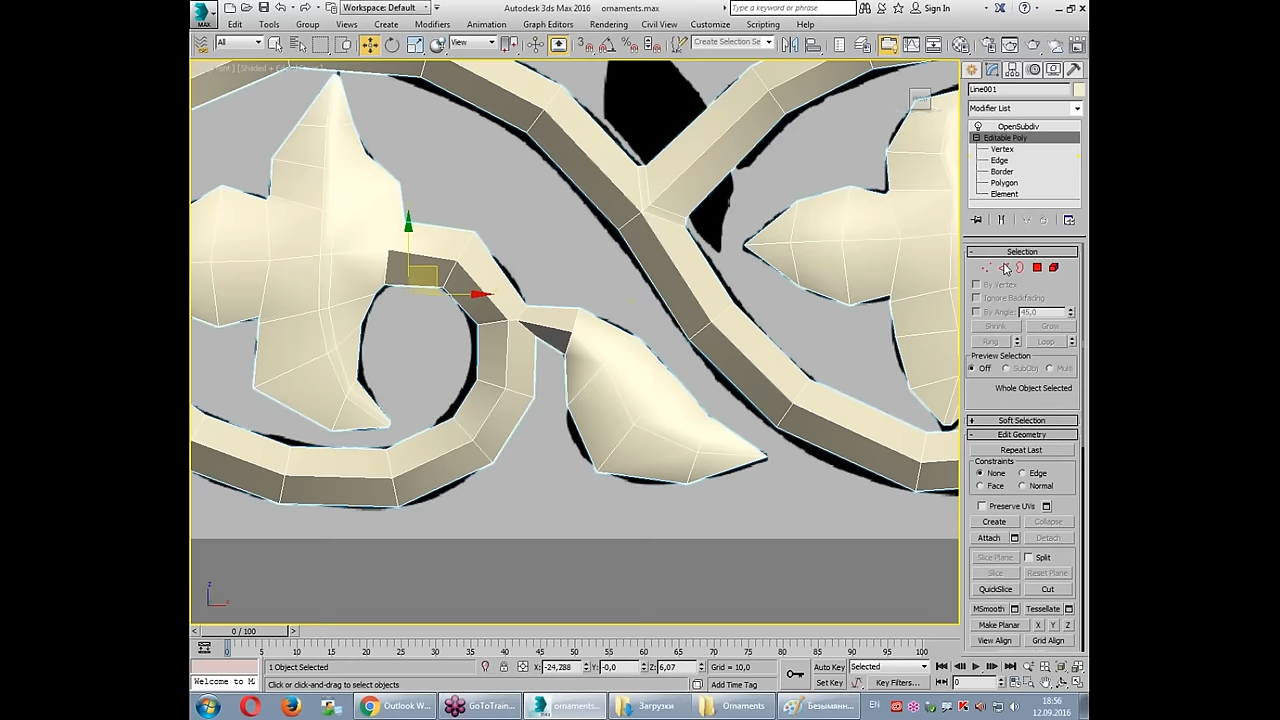 Workspace: Default
Autodesk 3ds Max 2016
ornaments.max
Type a keyword or phrase
Sign In
MAX
Edit
Tools
Group
Views
Create
Modifiers
Animation
Graph Editors
Rendering
Civil View
Customize
Scripting
Help
All
View
Create Selection Se
Line001
Modifier List
OpenSubdiv
Editable Poly
Vertex
Edge
Border
Polygon
Element
Selection
By Vertex
Ignore Backfacing
By Angle: 45,0
Shrink
Grow
Ring
Loop
Preview Selection
Off
SubObj
Multi
Whole Object Selected
Soft Selection
Edit Geometry
Repeat Last
Constraints
None
Edge
Face
Normal
Preserve UVs
Create
Collapse
Attach
Detach
Slice Plane
Split
Slice
Reset Plane
QuickSlice
Cut
MSmooth
Tessellate
Make Planar
X
Y
Z
View Align
Grid Align
z
x
0 / 100
0
5
10
15
20
25
30
35
40
45
50
55
60
65
70
75
80
85
90
95
100
1 Object Selected
X: -24,288
Y: -0,0
Z: 6,07
Grid = 10,0
Auto Key
Selected
Welcome to M
Click or click-and-drag to select objects
Add Time Tag
Set Key
Key Filters...
0
Outlook W...
GoToTrain...
ornaments...
Загрузки
Ornaments
Безымянн...
EN
18:56
12.09.2016